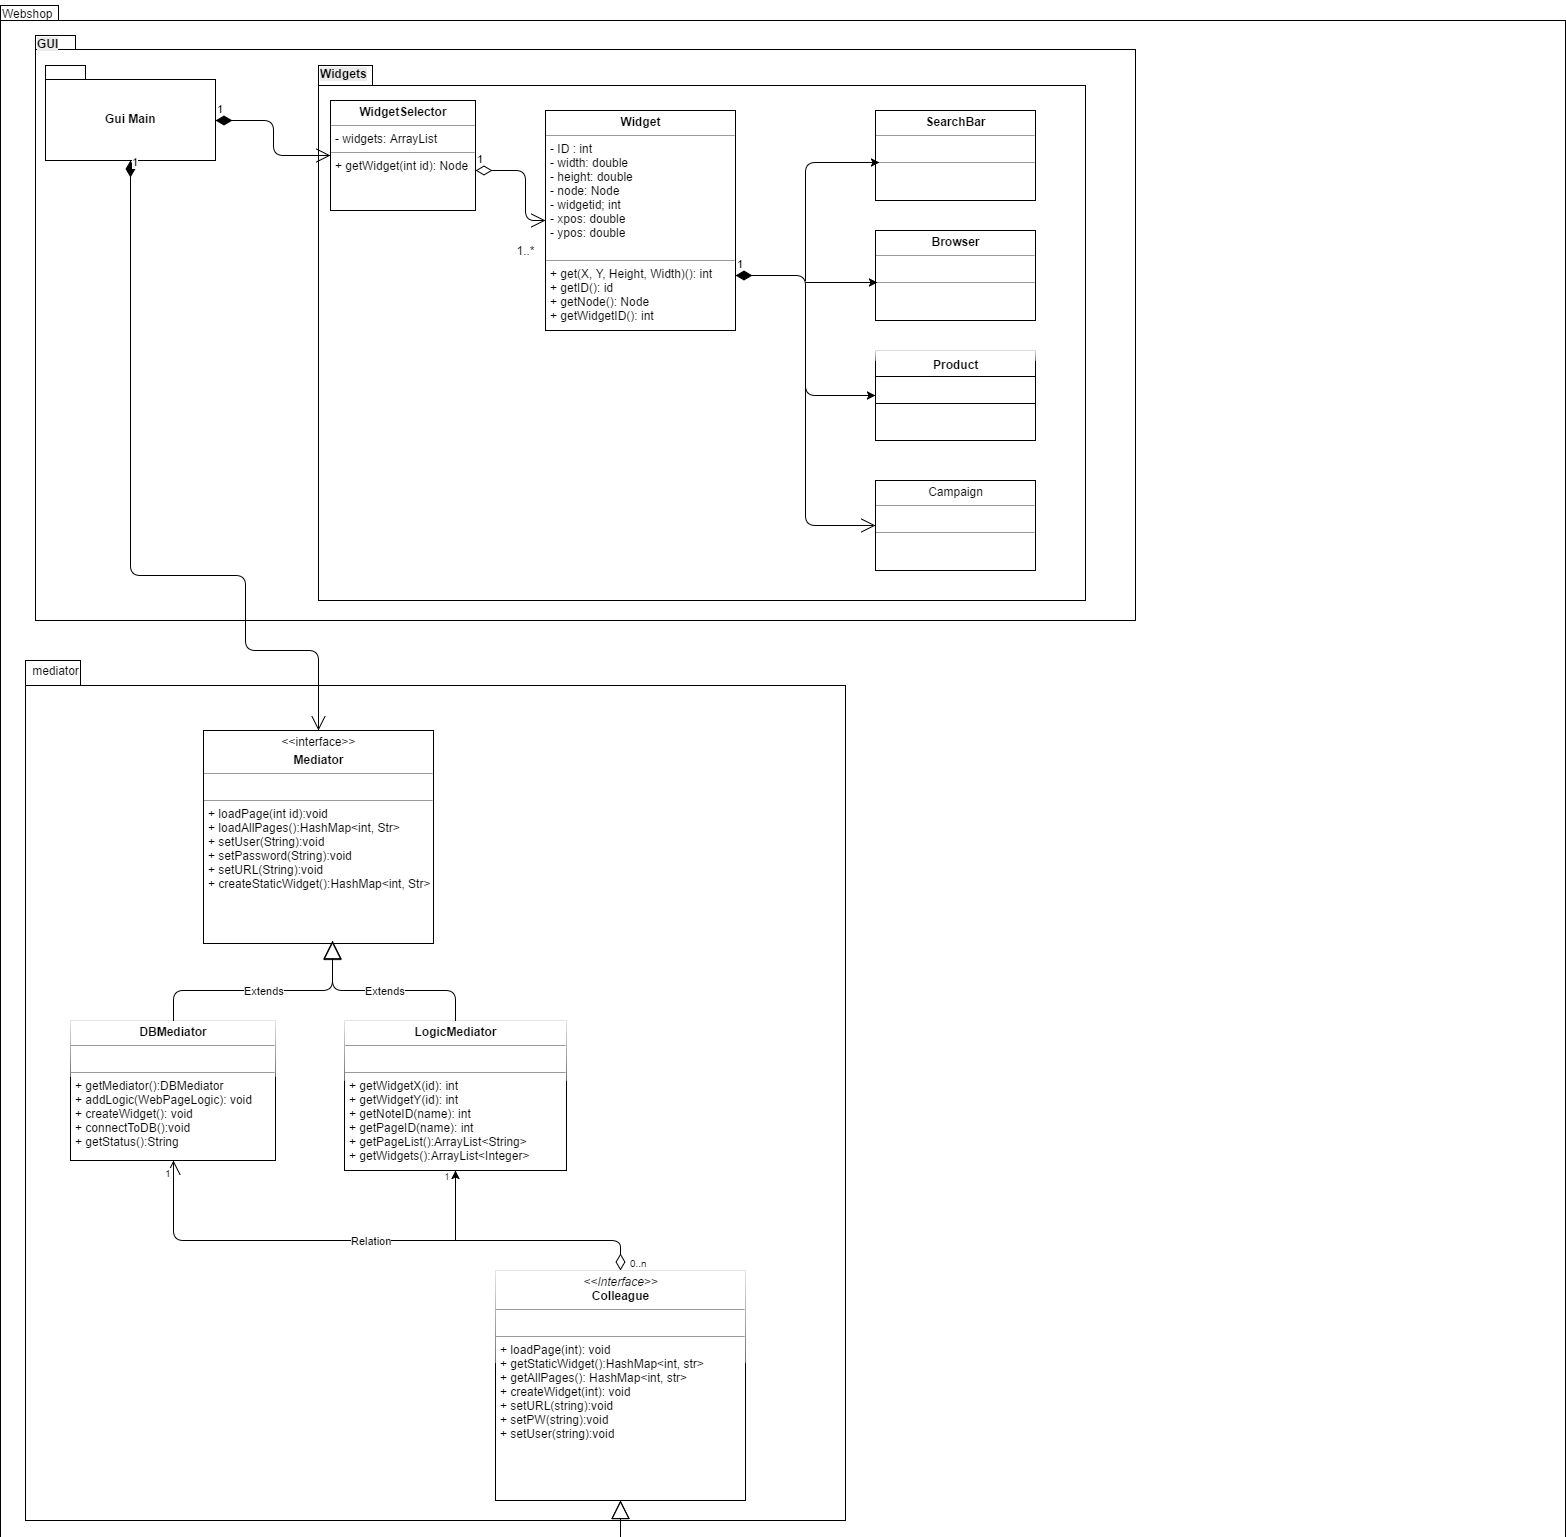 Webshop
GUI
Gui Main
1
1
Widgets
WidgetSelector
- widgets: ArrayList
+ getWidget(int id): Node
1
1..*
Widget
- ID : int
- width: double
- height: double
- node: Node
- widgetid; int
- xpos: double
- ypos: double
+ get(X, Y, Height, Width)(): int
+ getID(): id
+ getNode(): Node
+ getWidgetID(): int
1
SearchBar
Browser
Product
Campaign
mediator
<<interface>>
Mediator
+ loadPage(int id):void
+ loadAllPages():HashMap<int, Str>
+ setUser(String):void
+ setPassword(String):void
+ setURL(String):void
+ createStaticWidget():HashMap<int, Str>
Extends
Extends
DBMediator
+ getMediator():DBMediator
+ addLogic(WebPageLogic): void
+ createWidget(): void
+ connectToDB():void
+ getStatus():String
LogicMediator
+ getWidgetX(id): int
+ getWidgetY(id): int
+ getNoteID(name): int
+ getPageID(name): int
+ getPageList():ArrayList<String>
+ getWidgets():ArrayList<Integer>
1
1
Relation
0..n
<<Interface>>
Colleague
+ loadPage(int): void
+ getStaticWidget():HashMap<int, str>
+ getAllPages(): HashMap<int, str>
+ createWidget(int): void
+ setURL(string):void
+ setPW(string):void
+ setUser(string):void